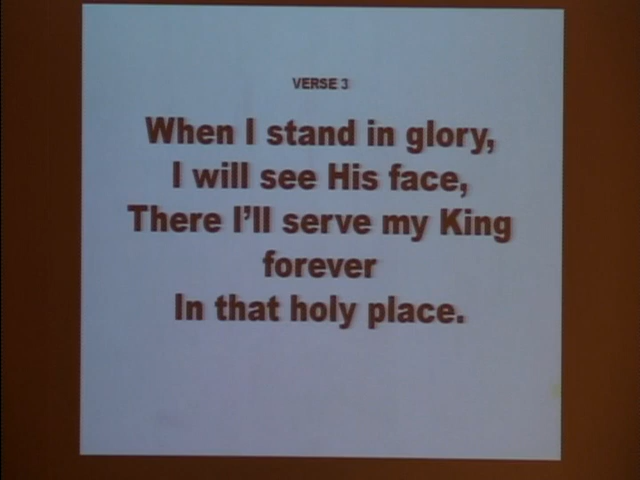 VERSE 3
When I stand in glory,
I will see His face,
There I'll serve my King
forever
In that holy place.